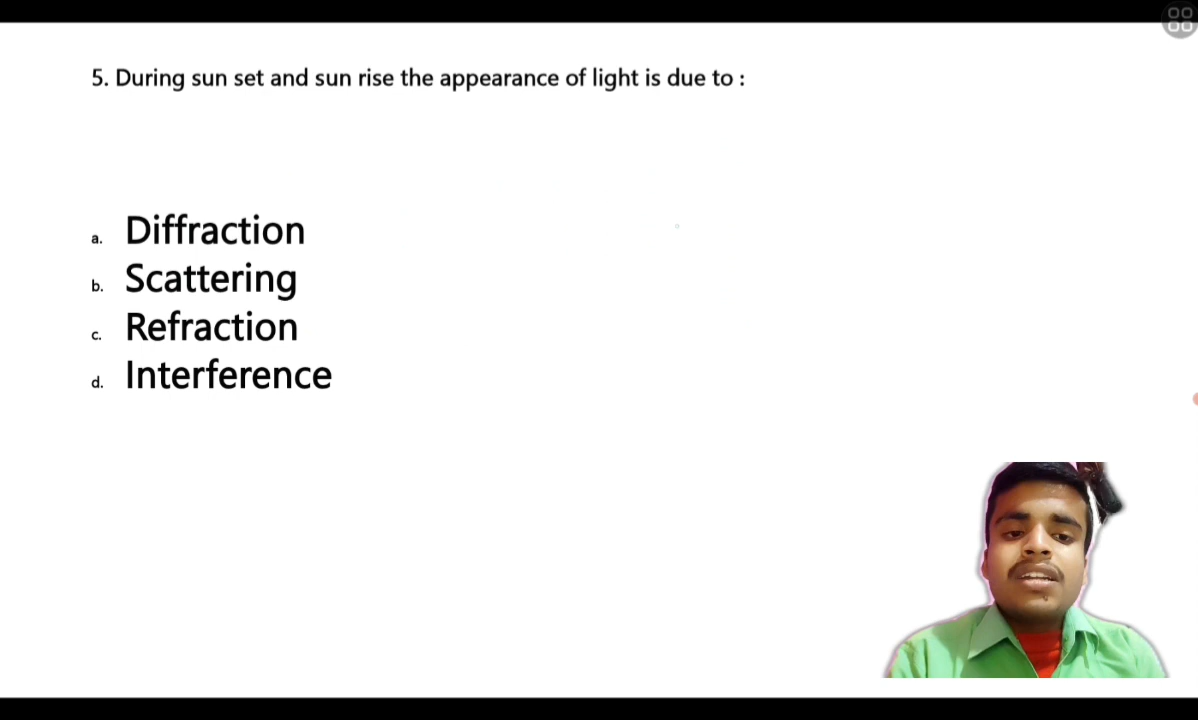 5. During sun set and sun rise the appearance of light is due to :
a. Diffraction
b. Scattering
c. Refraction
d. Interference